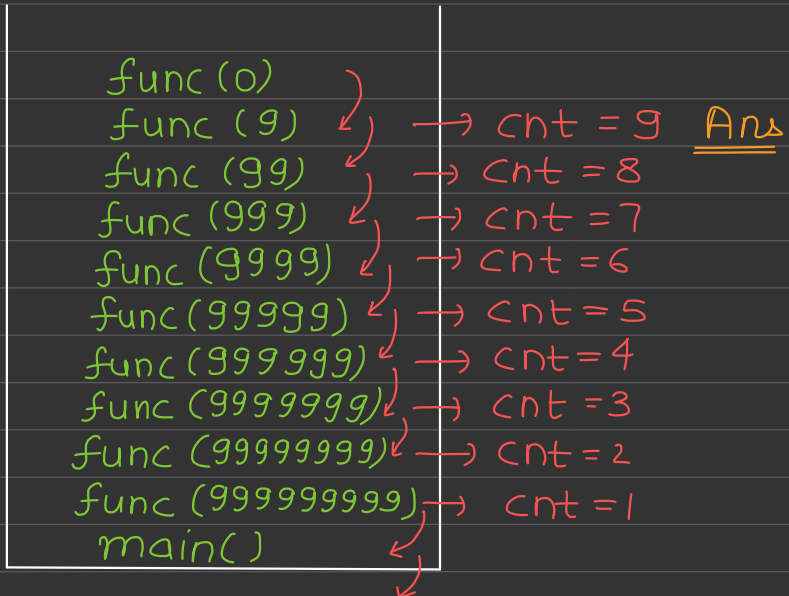 func (0)
func (9) → cnt = 9 Ans
func (99) → cnt = 8
func (999) → cnt = 7
func (9999) → cnt = 6
func (99999) → cnt = 5
func (999999) → cnt = 4
func (9999999) → cnt = 3
func (99999999) → cnt = 2
func (999999999) → cnt = 1
main()